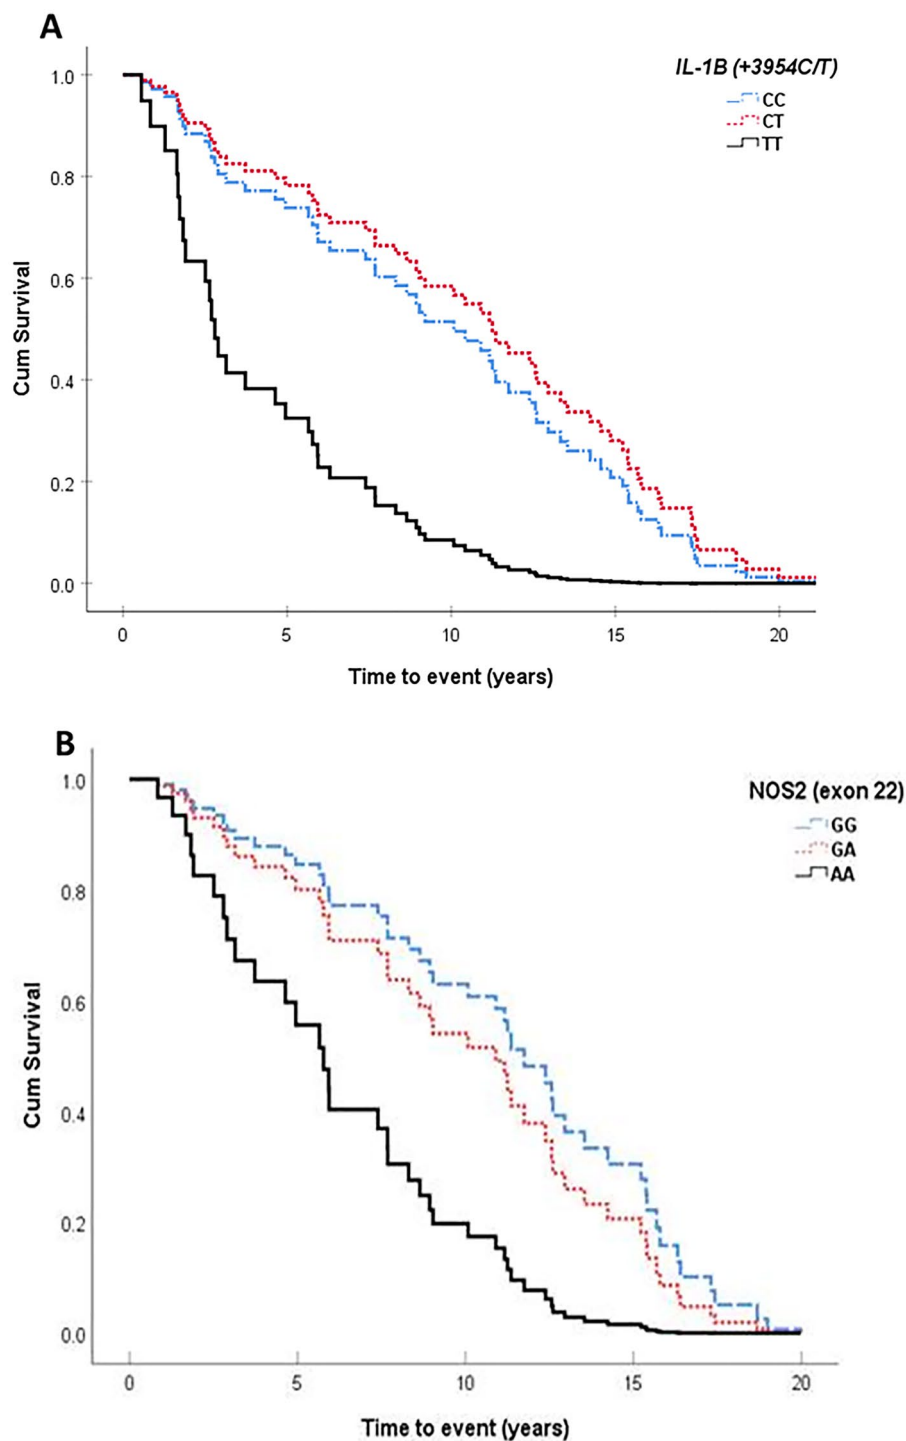 A
IL-1B (+3954C/T)
CC
CT
TT
1.0
0.8
0.6
0.4
0.2
0.0
Cum Survival
0 5 10 15 20
Time to event (years)
B
NOS2 (exon 22)
GG
GA
AA
1.0
0.8
0.6
0.4
0.2
0.0
Cum Survival
0 5 10 15 20
Time to event (years)